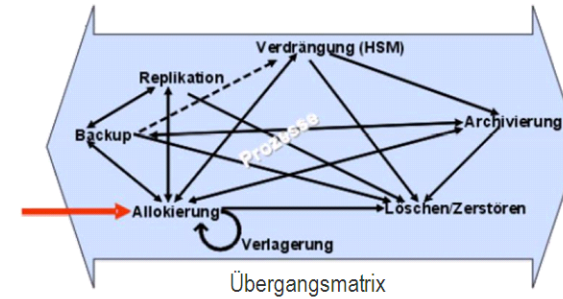 Verdrängung (HSM)
Replikation
Archivierung
Backup
Prozesse
Allokierung
Löschen/Zerstören
Verlagerung
Übergangsmatrix